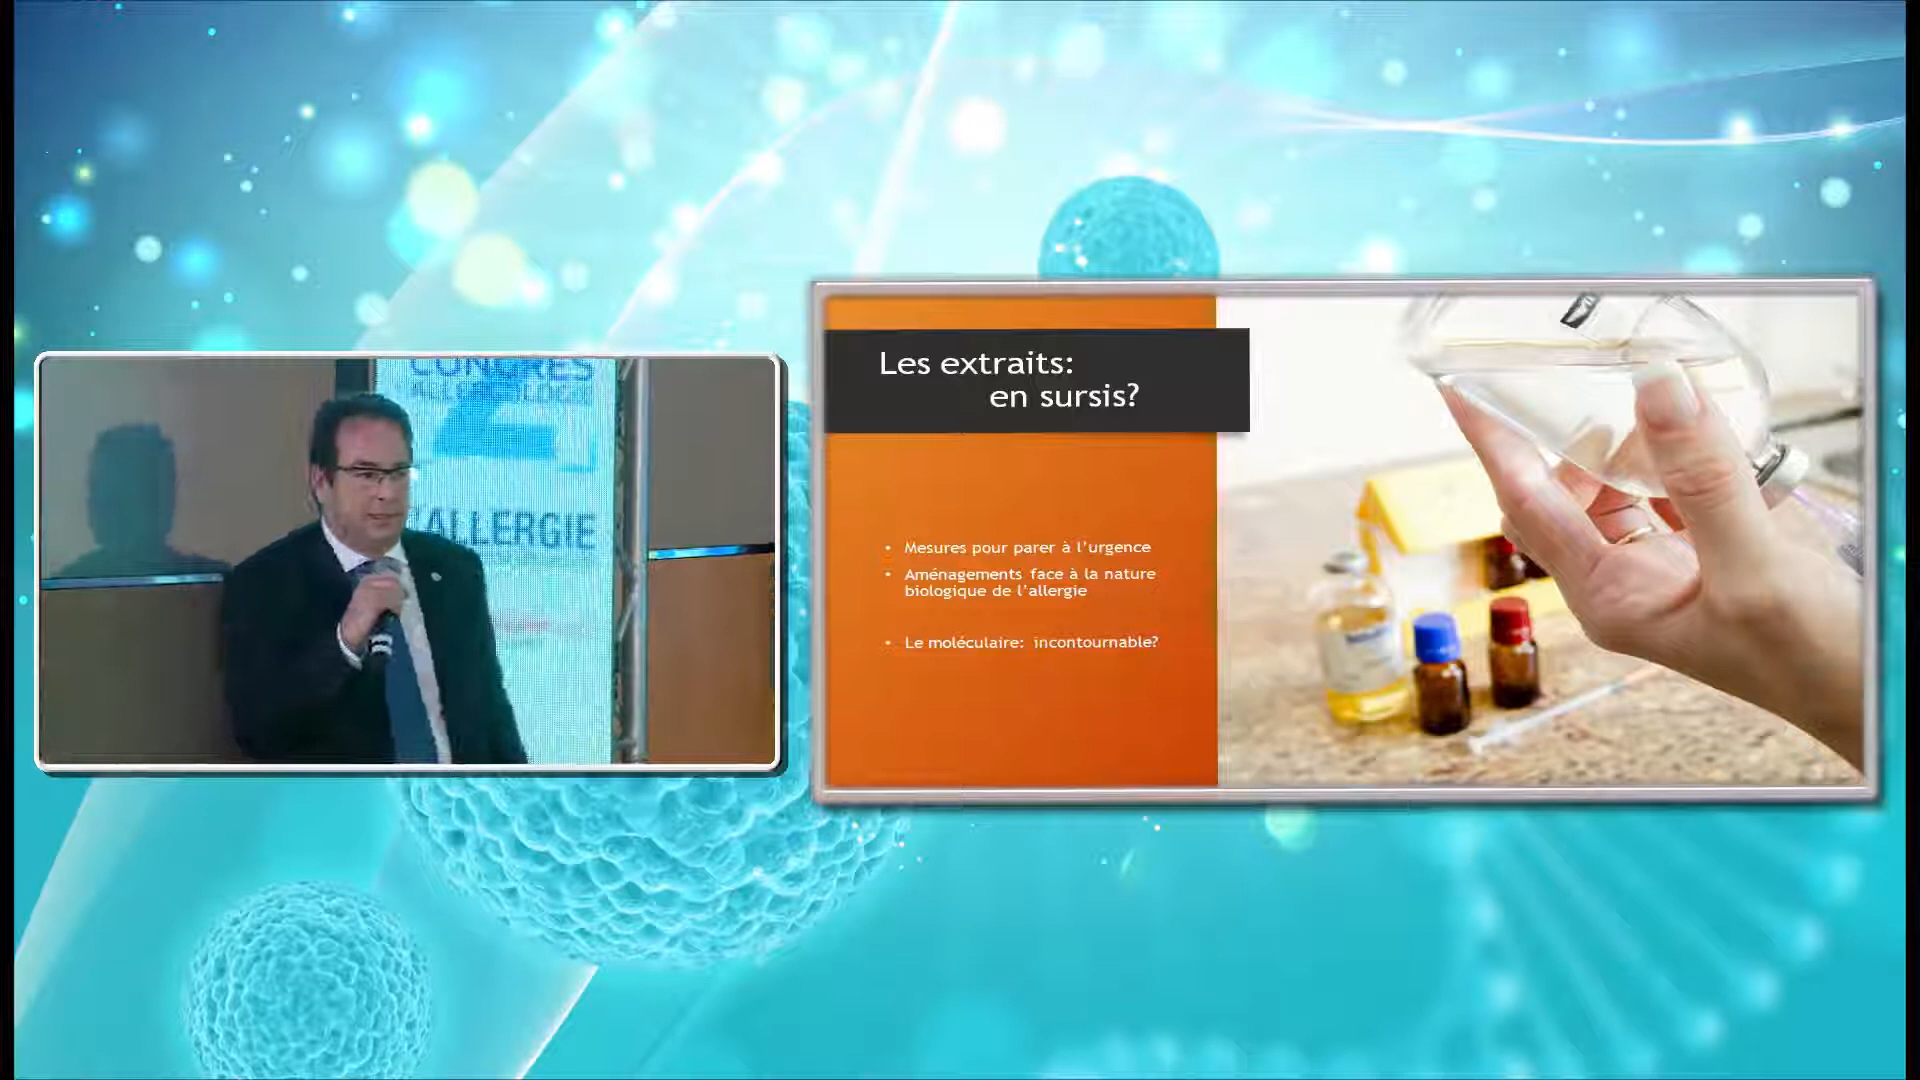 CONGRÈS
ALLERGIE
Les extraits:
en sursis?
• Mesures pour parer à l'urgence
• Aménagements face à la nature
biologique de l'allergie
• Le moléculaire: incontournable?